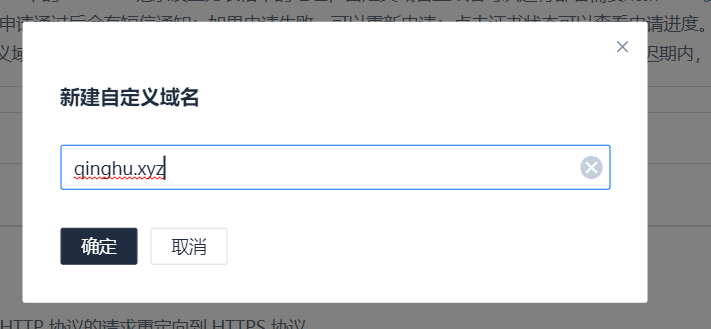 申请通过后会有短信通知；如果申请失败，可以重新申请；点击证书状态可以查看申请进度。
义域
迟期内，
新建自定义域名
qinghu.xyz
确定
取消
HTTP 协议的请求重定向到 HTTPS 协议